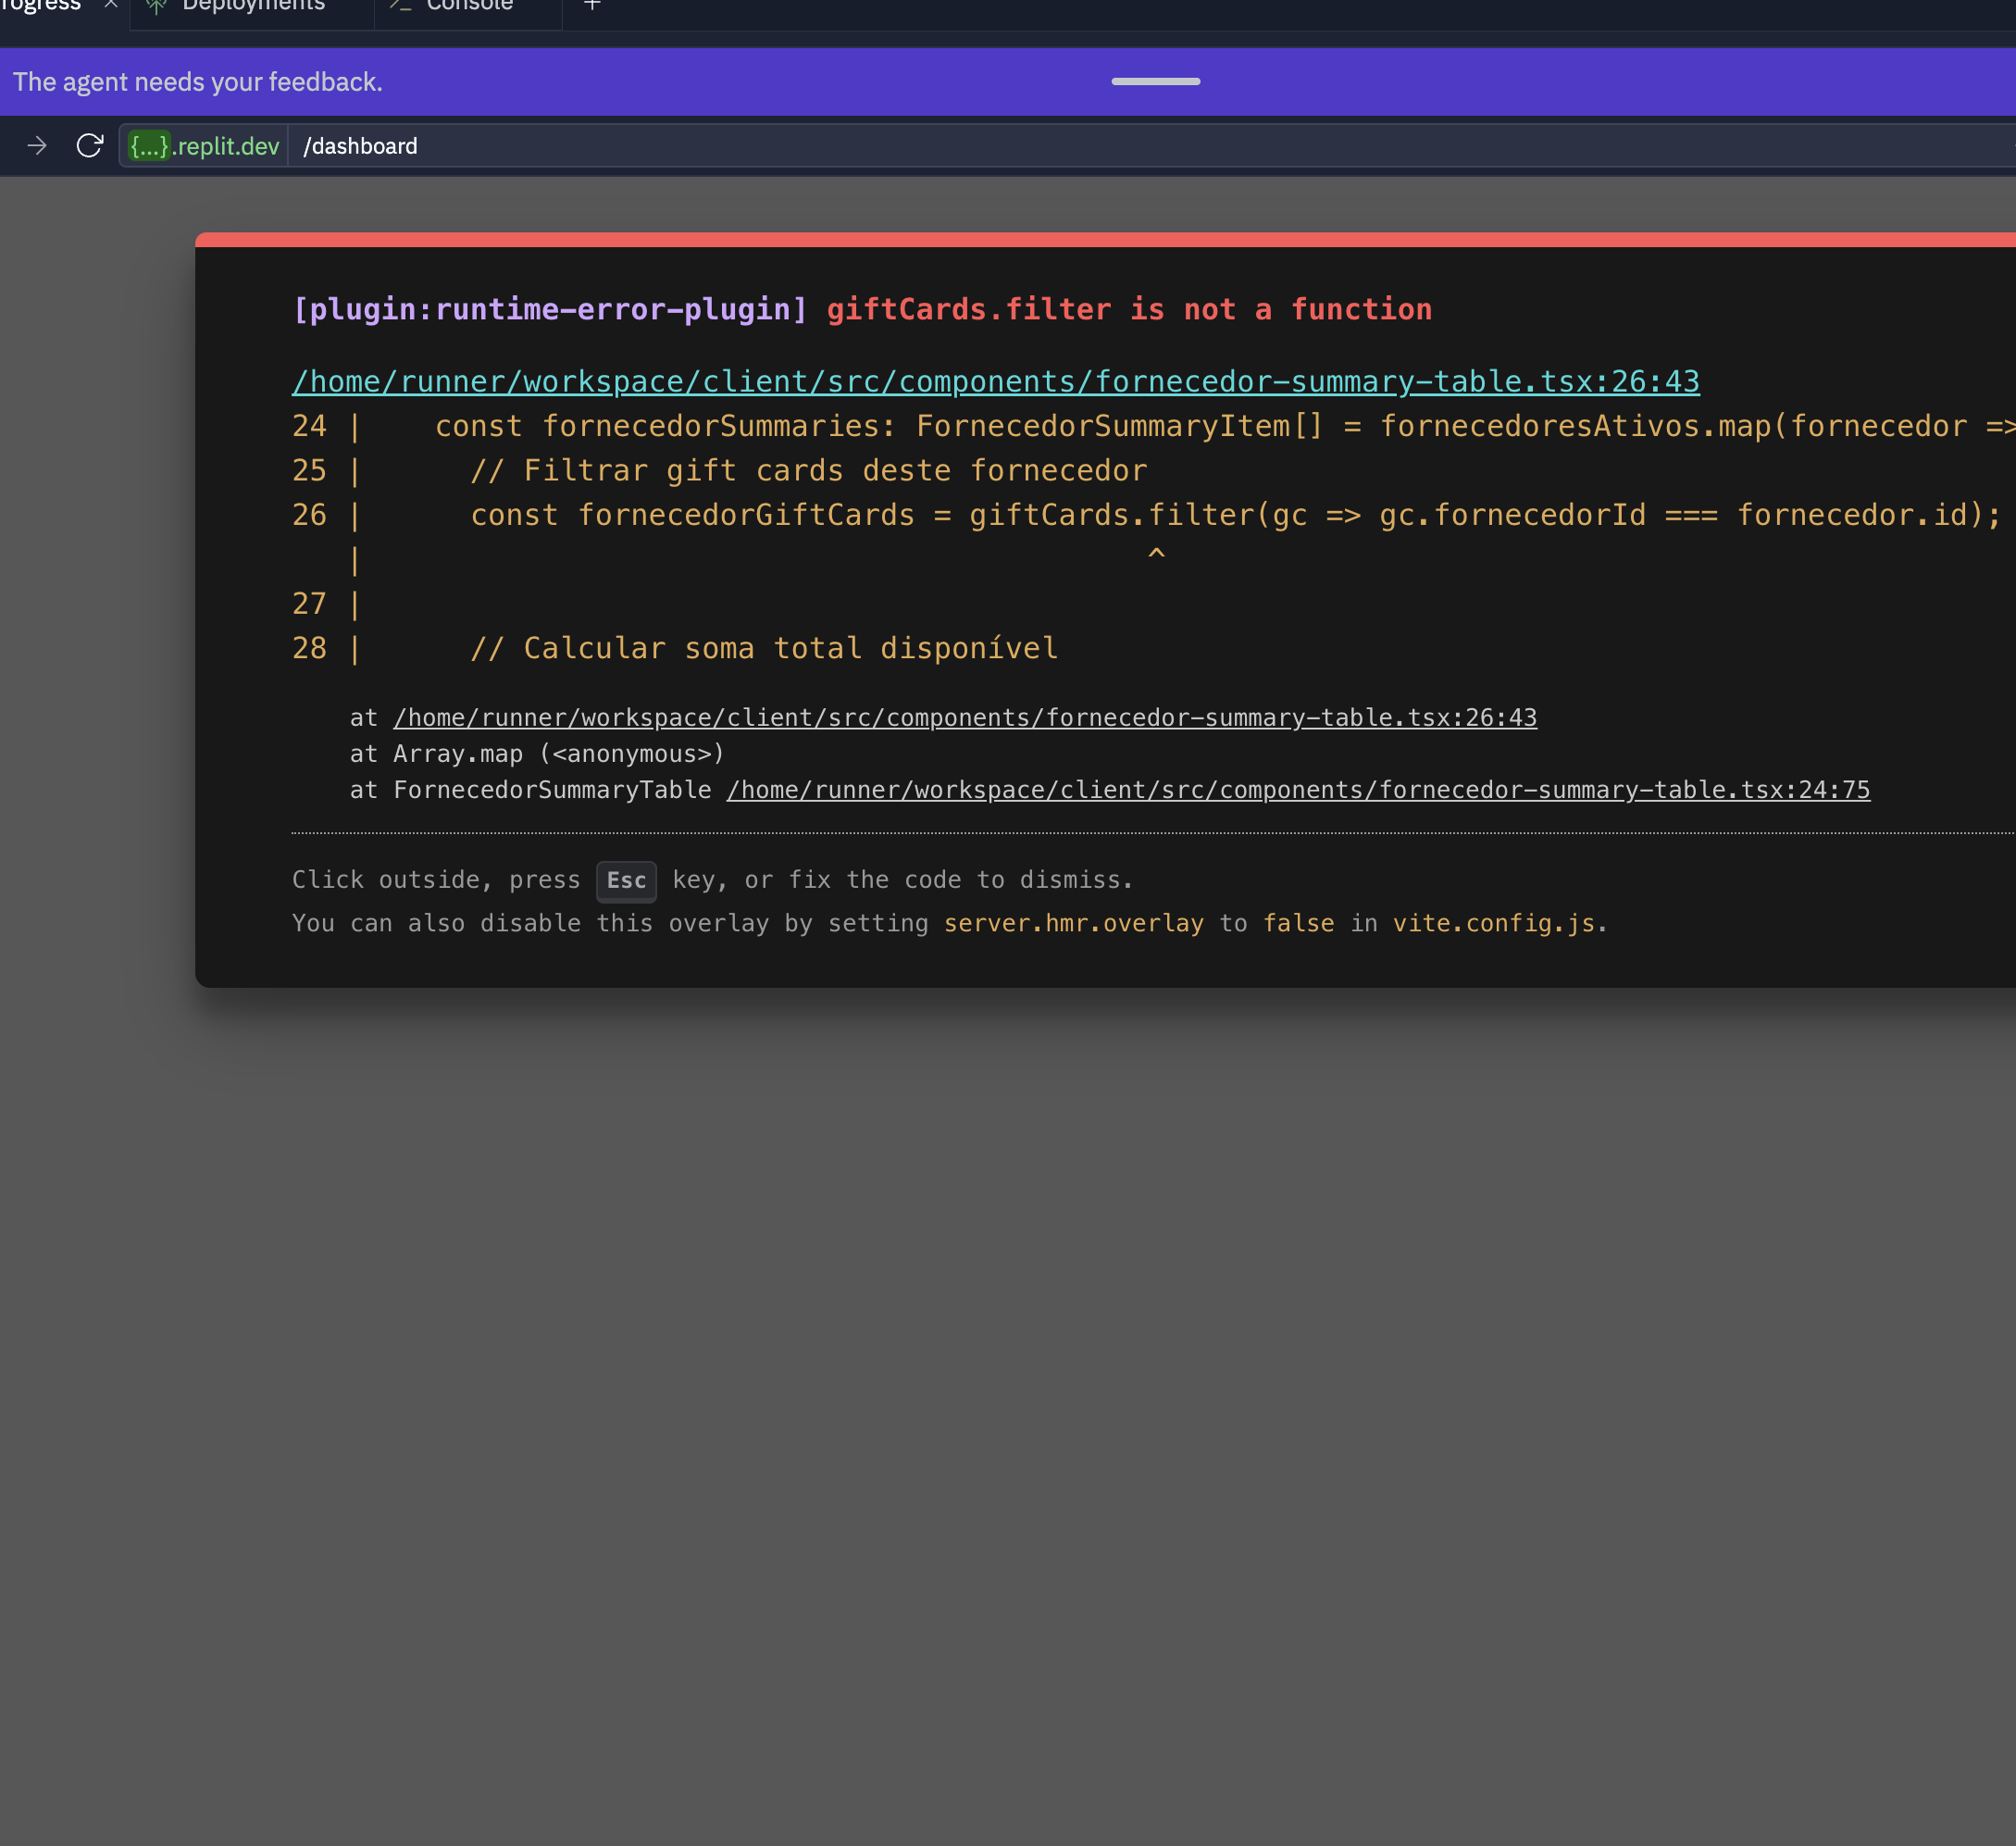 Deployments
Console
The agent needs your feedback.
{...}.replit.dev /dashboard
[plugin:runtime-error-plugin] giftCards.filter is not a function
/home/runner/workspace/client/src/components/fornecedor-summary-table.tsx:26:43
24 | const fornecedorSummaries: FornecedorSummaryItem[] = fornecedoresAtivos.map(fornecedor =>
25 | // Filtrar gift cards deste fornecedor
26 | const fornecedorGiftCards = giftCards.filter(gc => gc.fornecedorId === fornecedor.id);
| ^
27 |
28 | // Calcular soma total disponível
at /home/runner/workspace/client/src/components/fornecedor-summary-table.tsx:26:43
at Array.map (<anonymous>)
at FornecedorSummaryTable /home/runner/workspace/client/src/components/fornecedor-summary-table.tsx:24:75
Click outside, press Esc key, or fix the code to dismiss.
You can also disable this overlay by setting server.hmr.overlay to false in vite.config.js.